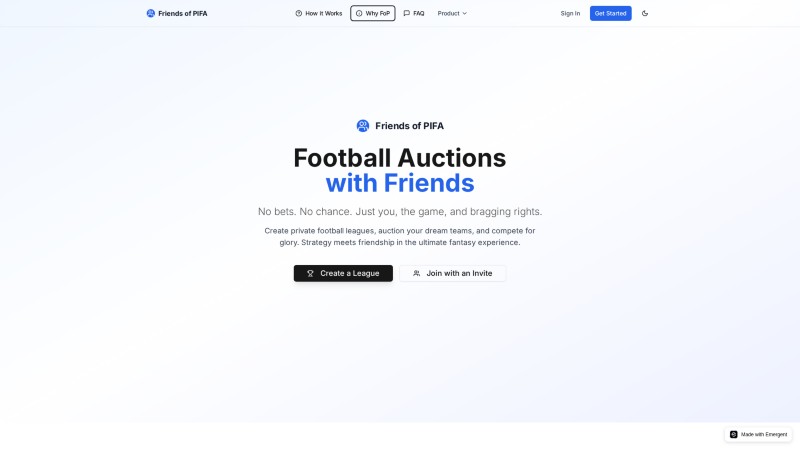 Friends of PIFA
How It Works
Why FoP
FAQ
Product
Sign In
Get Started
Friends of PIFA
Football Auctions
with Friends
No bets. No chance. Just you, the game, and bragging rights.
Create private football leagues, auction your dream teams, and compete for
glory. Strategy meets friendship in the ultimate fantasy experience.
Create a League
Join with an Invite
Made with Emergent